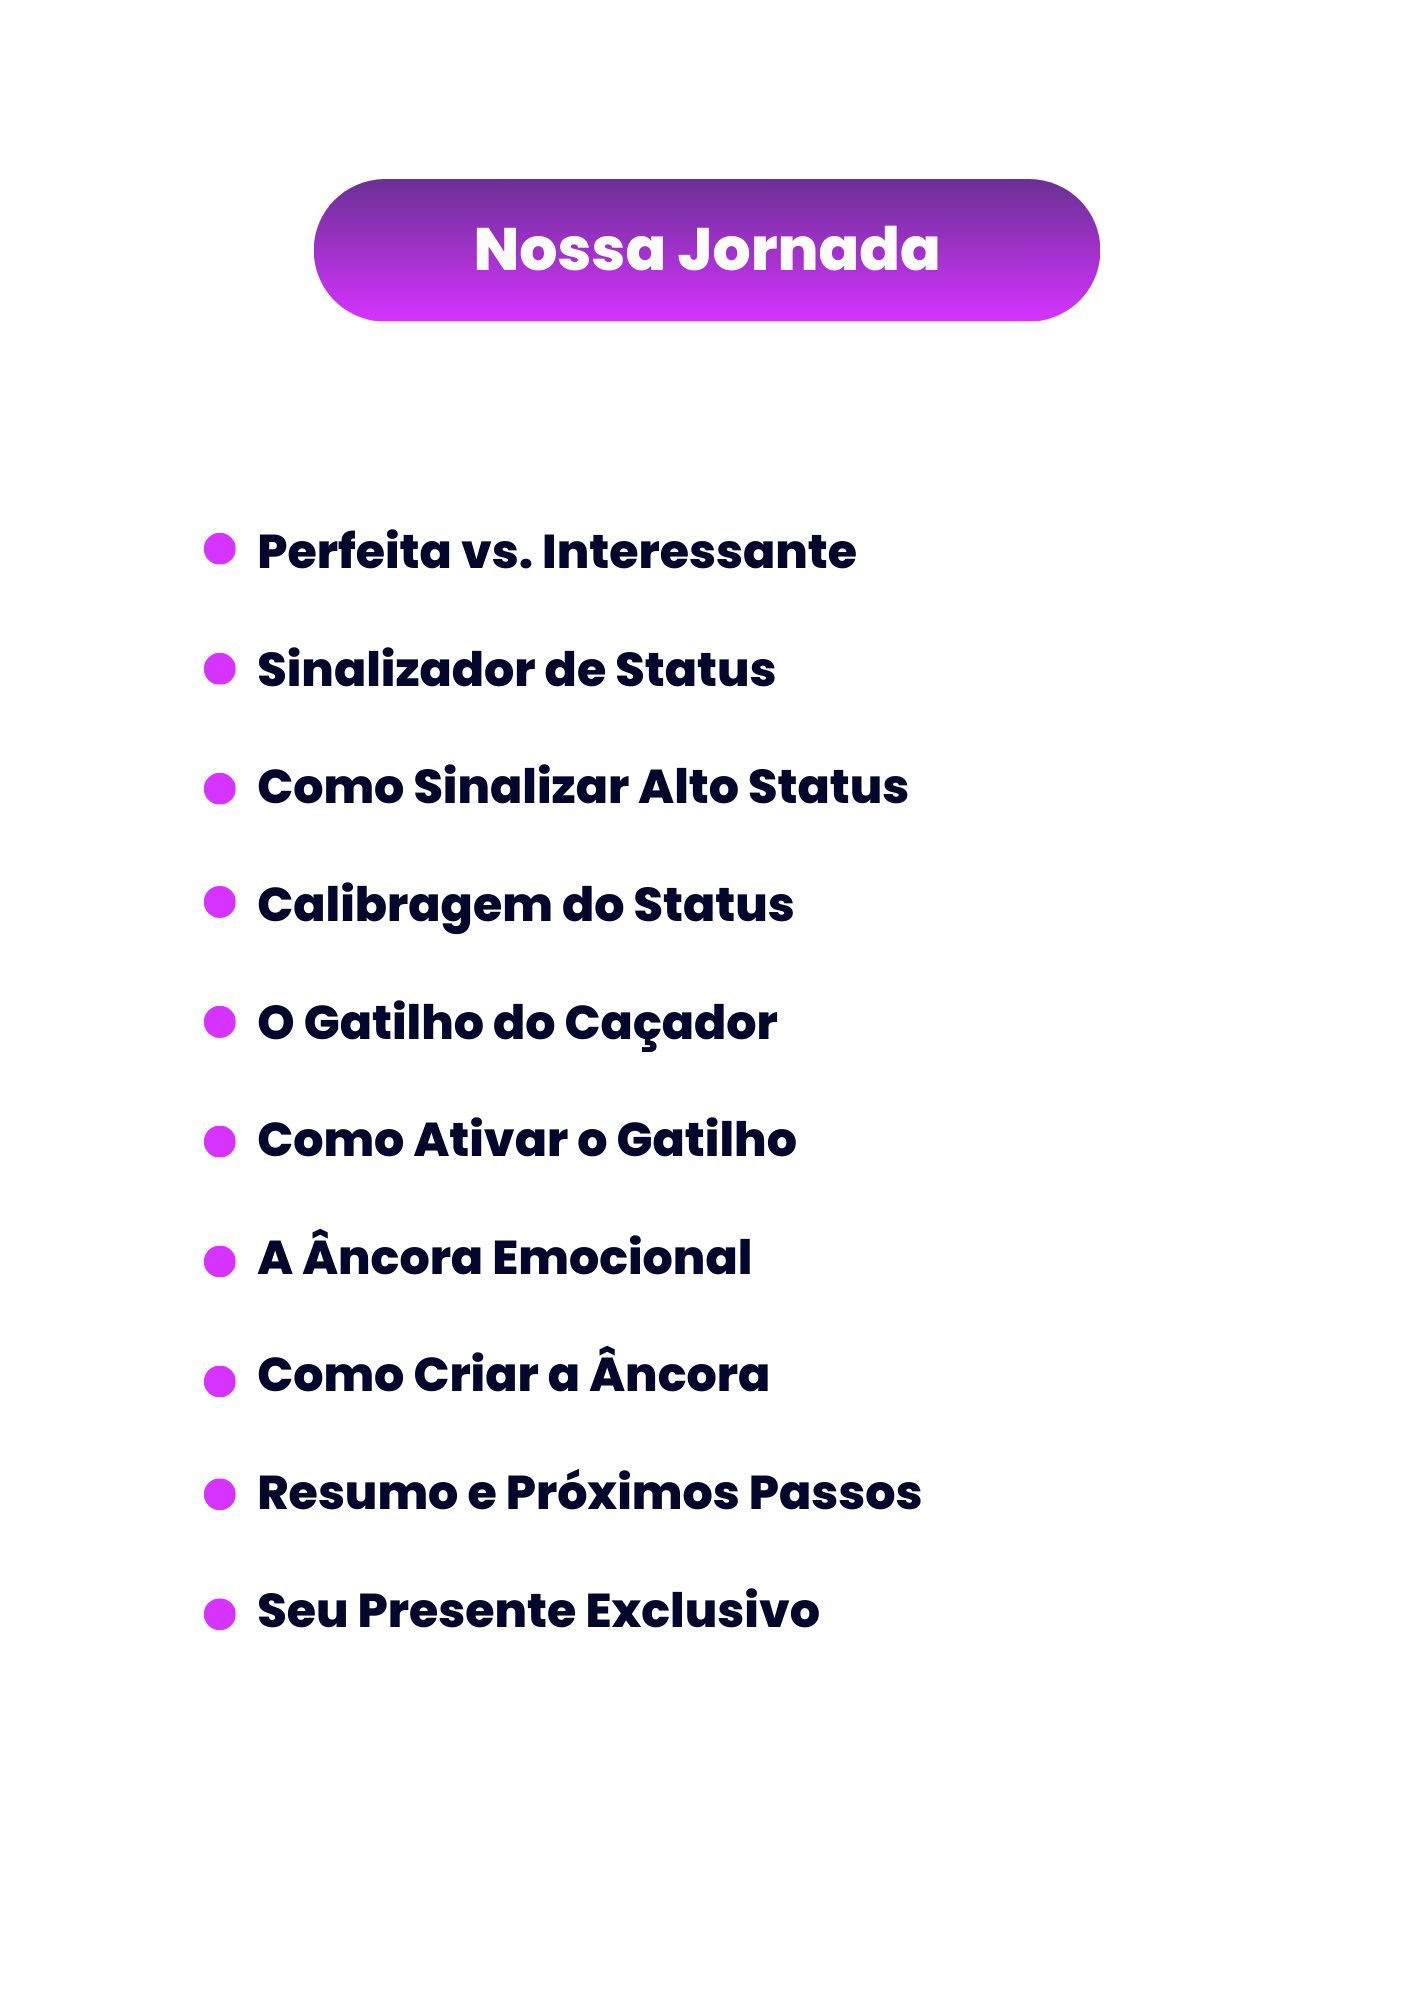 Nossa Jornada
Perfeita vs. Interessante
Sinalizador de Status
Como Sinalizar Alto Status
Calibragem do Status
O Gatilho do Caçador
Como Ativar o Gatilho
A Âncora Emocional
Como Criar a Âncora
Resumo e Próximos Passos
Seu Presente Exclusivo